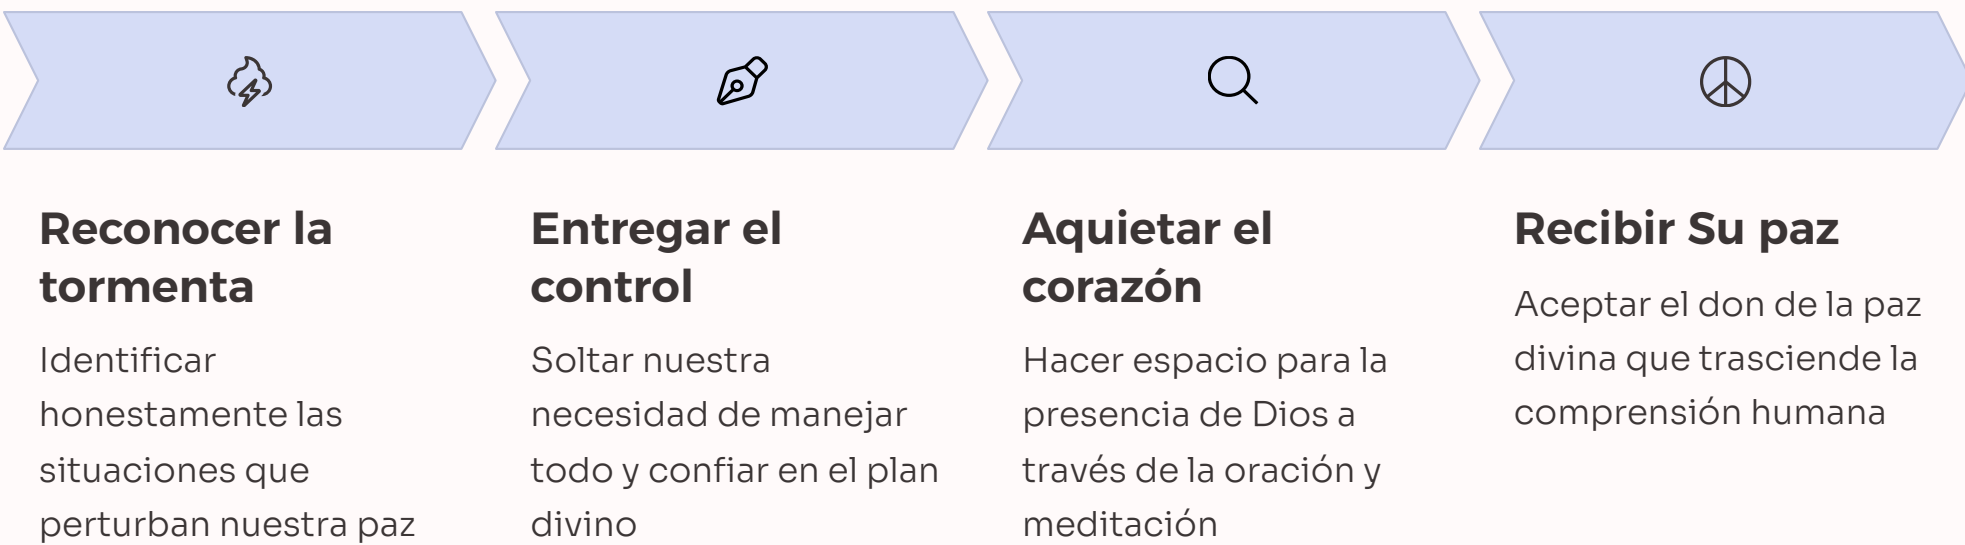 Reconocer la
tormenta
Identificar
honestamente las
situaciones que
perturban nuestra paz
Entregar el
control
Soltar nuestra
necesidad de manejar
todo y confiar en el plan
divino
Aquietar el
corazón
Hacer espacio para la
presencia de Dios a
través de la oración y
meditación
Recibir Su paz
Aceptar el don de la paz
divina que trasciende la
comprensión humana